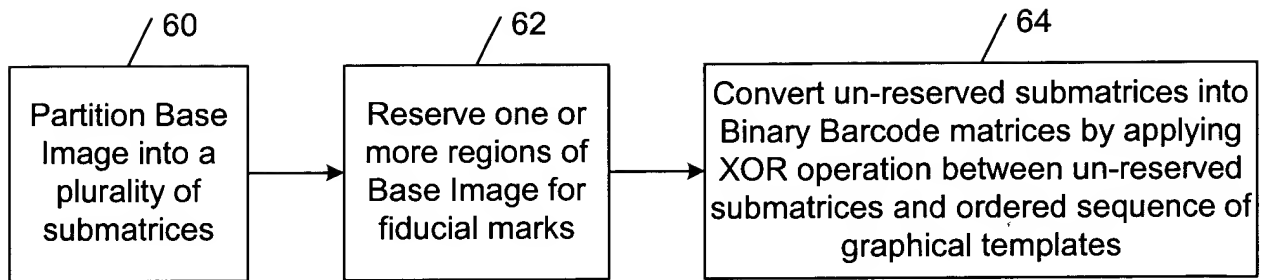 60
Partition Base
Image into a
plurality of
submatrices
62
Reserve one or
more regions of
Base Image for
fiducial marks
64
Convert un-reserved submatrices into
Binary Barcode matrices by applying
XOR operation between un-reserved
submatrices and ordered sequence of
graphical templates